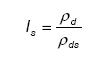 I_s = ρ_d / ρ_ds